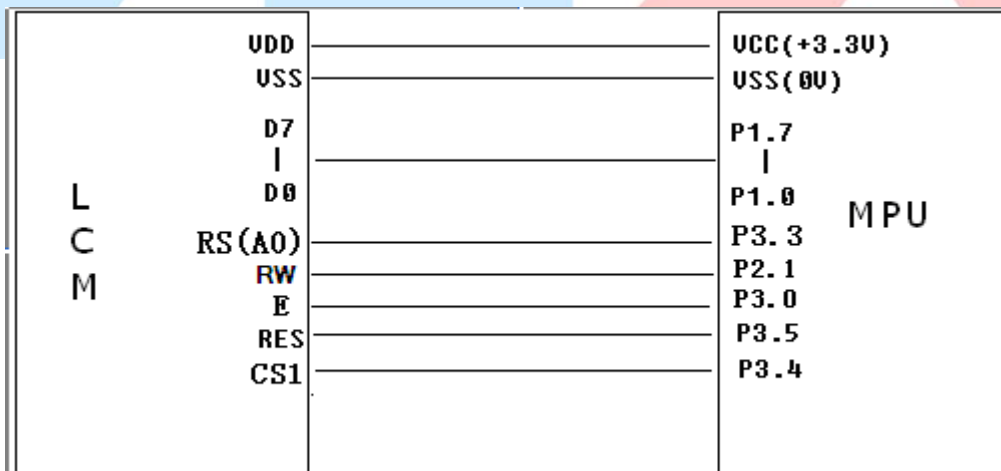 VDD VCC(+3.3V)
VSS VSS(0V)
D7 P1.7
| |
D0 P1.0
L
C
M
MPU
RS(A0) P3.3
RW P2.1
E P3.0
RES P3.5
CS1 P3.4